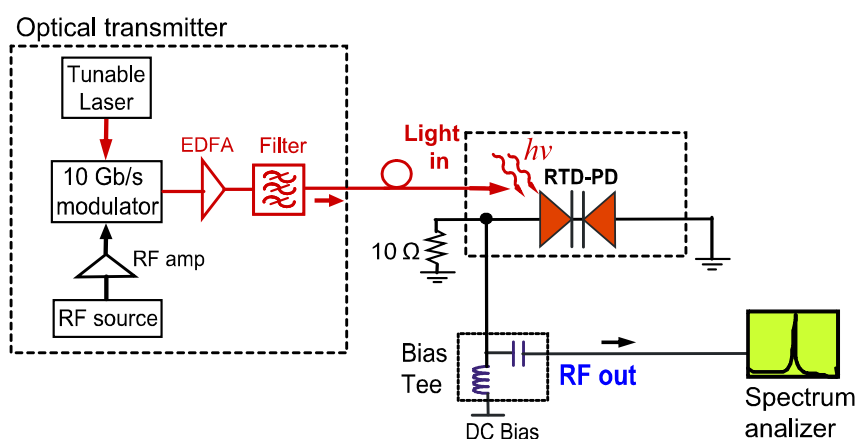 Optical transmitter
Tunable
Laser
EDFA
Filter
10 Gb/s
modulator
RF amp
RF source
Light
in
hν
RTD-PD
10 Ω
Bias
Tee
DC Bias
RF out
Spectrum
analizer